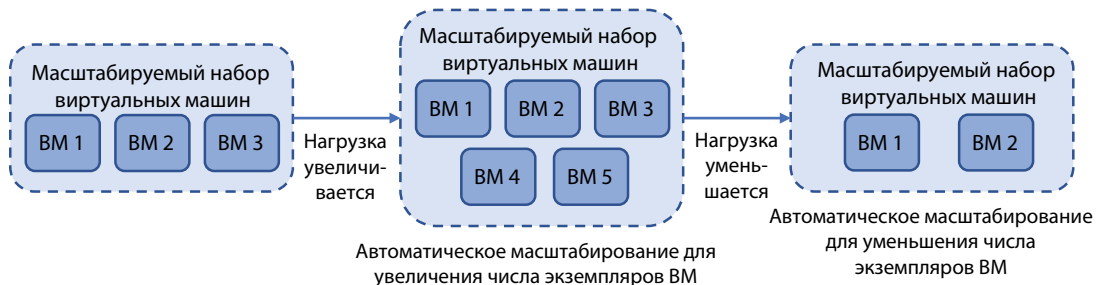 Масштабируемый набор
виртуальных машин
ВМ 1
ВМ 2
ВМ 3
Нагрузка
увеличи-
вается
Масштабируемый набор
виртуальных машин
ВМ 1
ВМ 2
ВМ 3
ВМ 4
ВМ 5
Автоматическое масштабирование для
увеличения числа экземпляров ВМ
Нагрузка
умень-
шается
Масштабируемый набор
виртуальных машин
ВМ 1
ВМ 2
Автоматическое масштабирование
для уменьшения числа
экземпляров ВМ